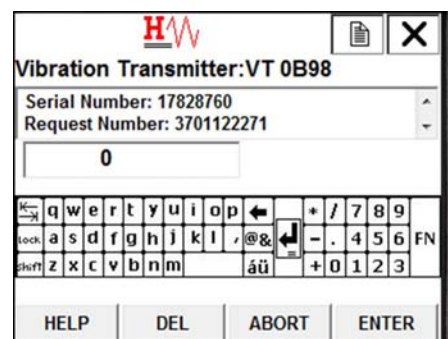 H
Vibration Transmitter:VT 0B98
Serial Number: 17828760
Request Number: 3701122271
0
q w e r t y u i o p * / 7 8 9
Lock a s d f g h j k l , @& - . 4 5 6 FN
Shift z x c v b n m áü + 0 1 2 3
HELP DEL ABORT ENTER